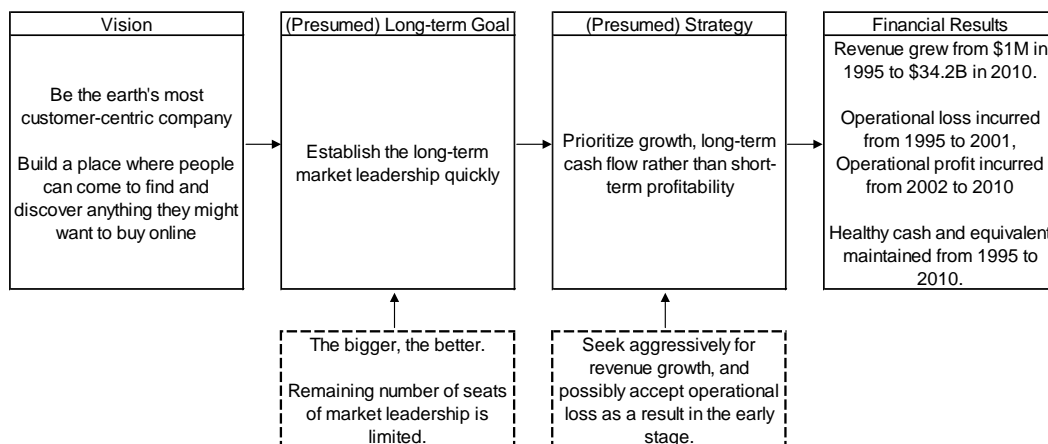 Vision
Be the earth's most
customer-centric company
Build a place where people
can come to find and
discover anything they might
want to buy online
(Presumed) Long-term Goal
Establish the long-term
market leadership quickly
(Presumed) Strategy
Prioritize growth, long-term
cash flow rather than short-
term profitability
Financial Results
Revenue grew from $1M in
1995 to $34.2B in 2010.
Operational loss incurred
from 1995 to 2001,
Operational profit incurred
from 2002 to 2010
Healthy cash and equivalent
maintained from 1995 to
2010.
The bigger, the better.
Remaining number of seats
of market leadership is
limited.
Seek aggressively for
revenue growth, and
possibly accept operational
loss as a result in the early
stage.